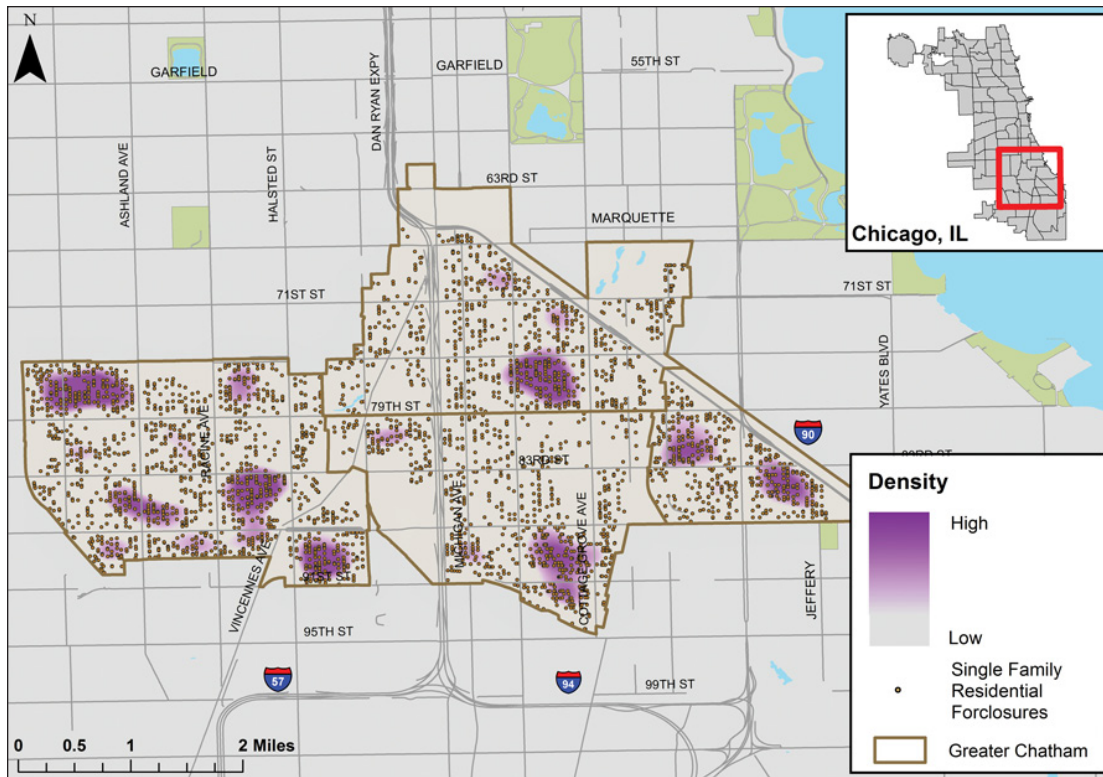 N
GARFIELD
GARFIELD
55TH ST
DAN RYAN EXPY
ASHLAND AVE
HALSTED ST
63RD ST
MARQUETTE
Chicago, IL
71ST ST
71ST ST
YATES BLVD
79TH ST
RACINE AVE
90
83RD ST
MICHIGAN AVE
COTTAGE GROVE AVE
VINCENNES AVE
91ST ST
JEFFERY
95TH ST
57
94
99TH ST
0 0.5 1 2 Miles
Density
High
Low
Single Family
Residential
Forclosures
Greater Chatham